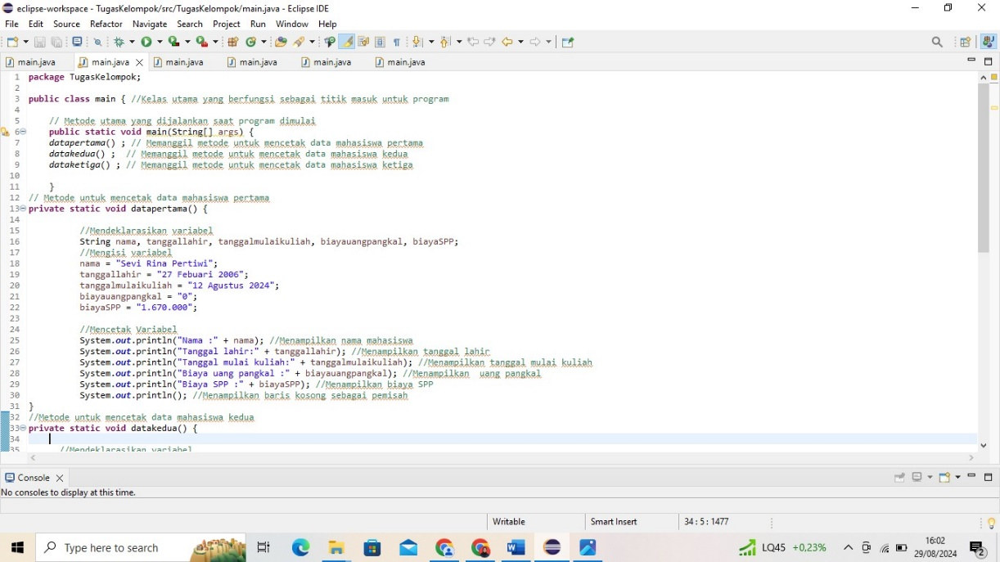 eclipse-workspace - TugasKelompok/src/TugasKelompok/main.java - Eclipse IDE
File Edit Source Refactor Navigate Search Project Run Window Help
main.java main.java main.java main.java main.java main.java
1 package TugasKelompok;
2
3 public class main { //Kelas utama yang berfungsi sebagai titik masuk untuk program
4
5 // Metode utama yang dijalankan saat program dimulai
6 public static void main(String[] args) {
7 datapertama() ; // Memanggil metode untuk mencetak data mahasiswa pertama
8 datakedua() ; // Memanggil metode untuk mencetak data mahasiswa kedua
9 dataketiga() ; // Memanggil metode untuk mencetak data mahasiswa ketiga
10
11 }
12 // Metode untuk mencetak data mahasiswa pertama
13 private static void datapertama() {
14
15 //Mendeklarasikan variabel
16 String nama, tanggallahir, tanggalmulaikuliah, biayauangpangkal, biayaSPP;
17 //Mengisi variabel
18 nama = "Sevi Rina Pertiwi";
19 tanggallahir = "27 Febuari 2006";
20 tanggalmulaikuliah = "12 Agustus 2024";
21 biayauangpangkal = "0";
22 biayaSPP = "1.670.000";
23
24 //Mencetak Variabel
25 System.out.println("Nama :" + nama); //Menampilkan nama mahasiswa
26 System.out.println("Tanggal lahir:" + tanggallahir); //Menampilkan tanggal lahir
27 System.out.println("Tanggal mulai kuliah:" + tanggalmulaikuliah); //Menampilkan tanggal mulai kuliah
28 System.out.println("Biaya uang pangkal :" + biayauangpangkal); //Menampilkan  uang pangkal
29 System.out.println("Biaya SPP :" + biayaSPP); //Menampilkan biaya SPP
30 System.out.println(); //Menampilkan baris kosong sebagai pemisah
31 }
32 //Metode untuk mencetak data mahasiswa kedua
33 private static void datakedua() {
34
35 //Mendeklarasikan variabel
Console
No consoles to display at this time.
Writable Smart Insert 34 : 5 : 1477
Type here to search LQ45 +0,23% 16:02
29/08/2024 2